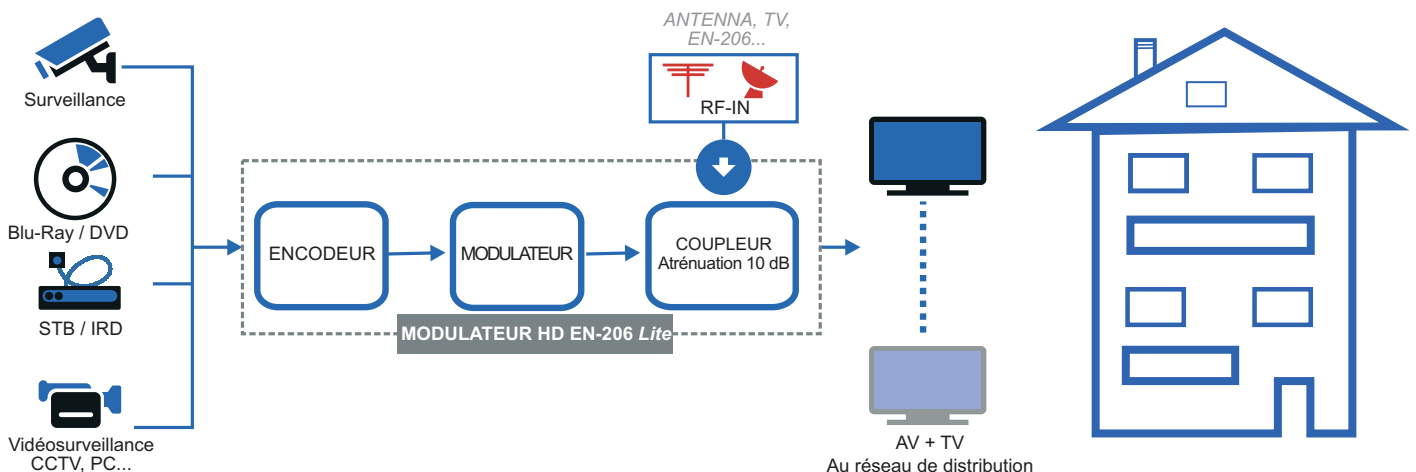 ANTENNA, TV,
EN-206...
RF-IN
Surveillance
Blu-Ray / DVD
STB / IRD
Vidéosurveillance
CCTV, PC...
ENCODEUR
MODULATEUR
COUPLEUR
Atrénuation 10 dB
MODULATEUR HD EN-206 Lite
AV + TV
Au réseau de distribution